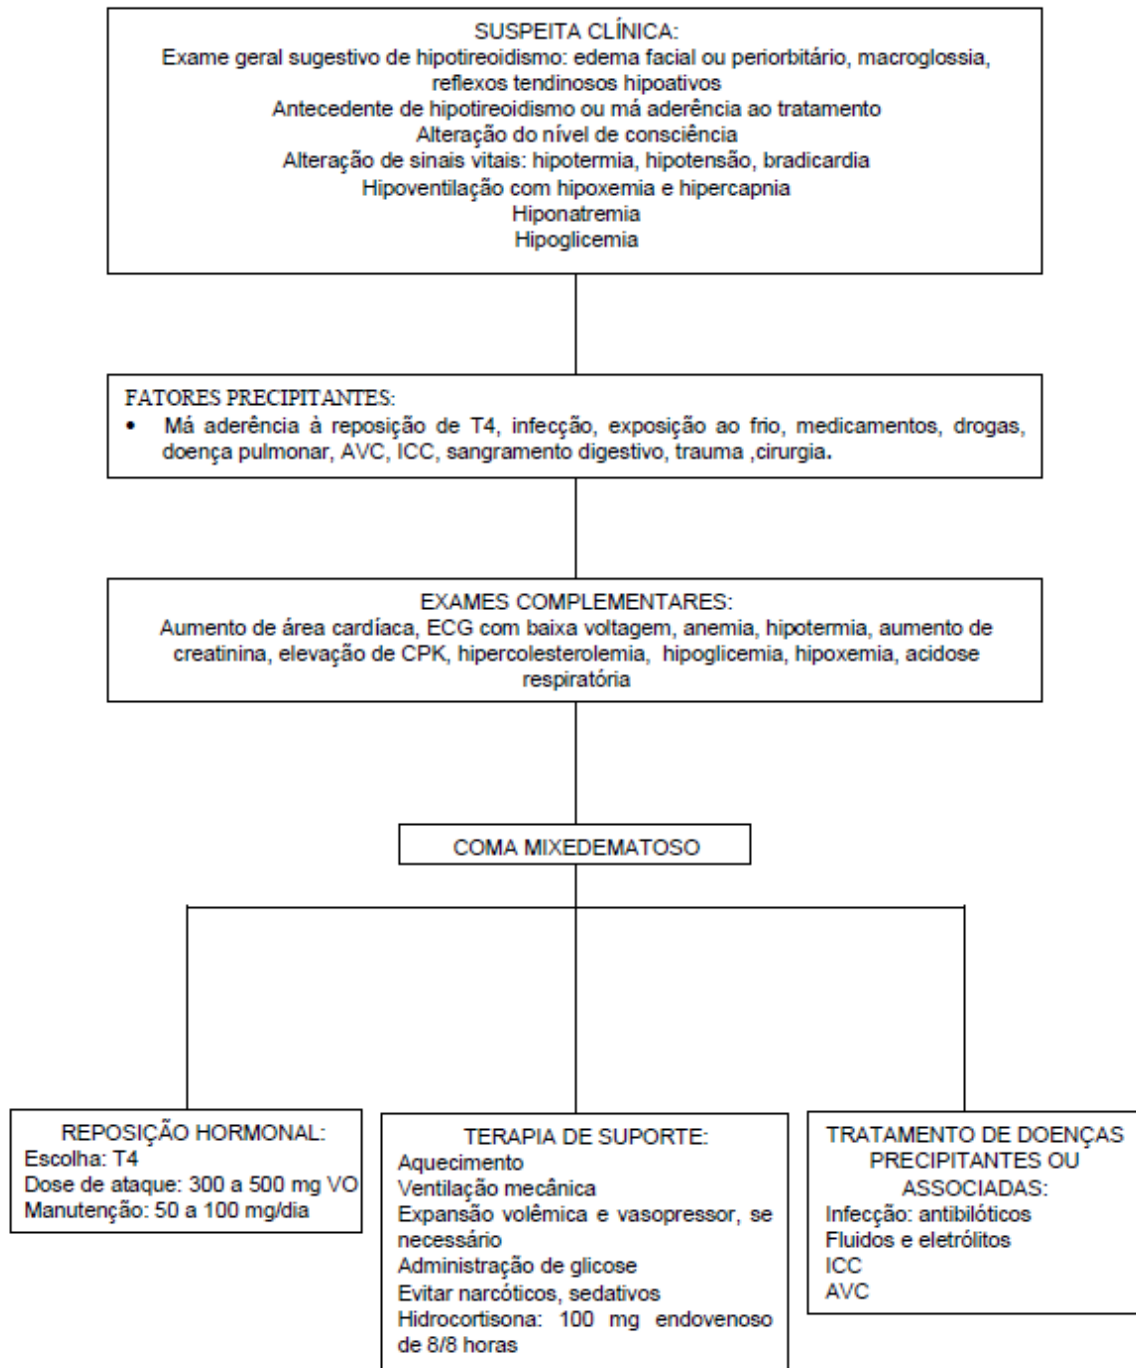 SUSPEITA CLÍNICA:
Exame geral sugestivo de hipotireoidismo: edema facial ou periorbitário, macroglossia,
reflexos tendinosos hipoativos
Antecedente de hipotireoidismo ou má aderência ao tratamento
Alteração do nível de consciência
Alteração de sinais vitais: hipotermia, hipotensão, bradicardia
Hipoventilação com hipoxemia e hipercapnia
Hiponatremia
Hipoglicemia
FATORES PRECIPITANTES:
• Má aderência à reposição de T4, infecção, exposição ao frio, medicamentos, drogas,
doença pulmonar, AVC, ICC, sangramento digestivo, trauma ,cirurgia.
EXAMES COMPLEMENTARES:
Aumento de área cardíaca, ECG com baixa voltagem, anemia, hipotermia, aumento de
creatinina, elevação de CPK, hipercolesterolemia, hipoglicemia, hipoxemia, acidose
respiratória
COMA MIXEDEMATOSO
REPOSIÇÃO HORMONAL:
Escolha: T4
Dose de ataque: 300 a 500 mg VO
Manutenção: 50 a 100 mg/dia
TERAPIA DE SUPORTE:
Aquecimento
Ventilação mecânica
Expansão volêmica e vasopressor, se
necessário
Administração de glicose
Evitar narcóticos, sedativos
Hidrocortisona: 100 mg endovenoso
de 8/8 horas
TRATAMENTO DE DOENÇAS
PRECIPITANTES OU
ASSOCIADAS:
Infecção: antibilóticos
Fluidos e eletrólitos
ICC
AVC